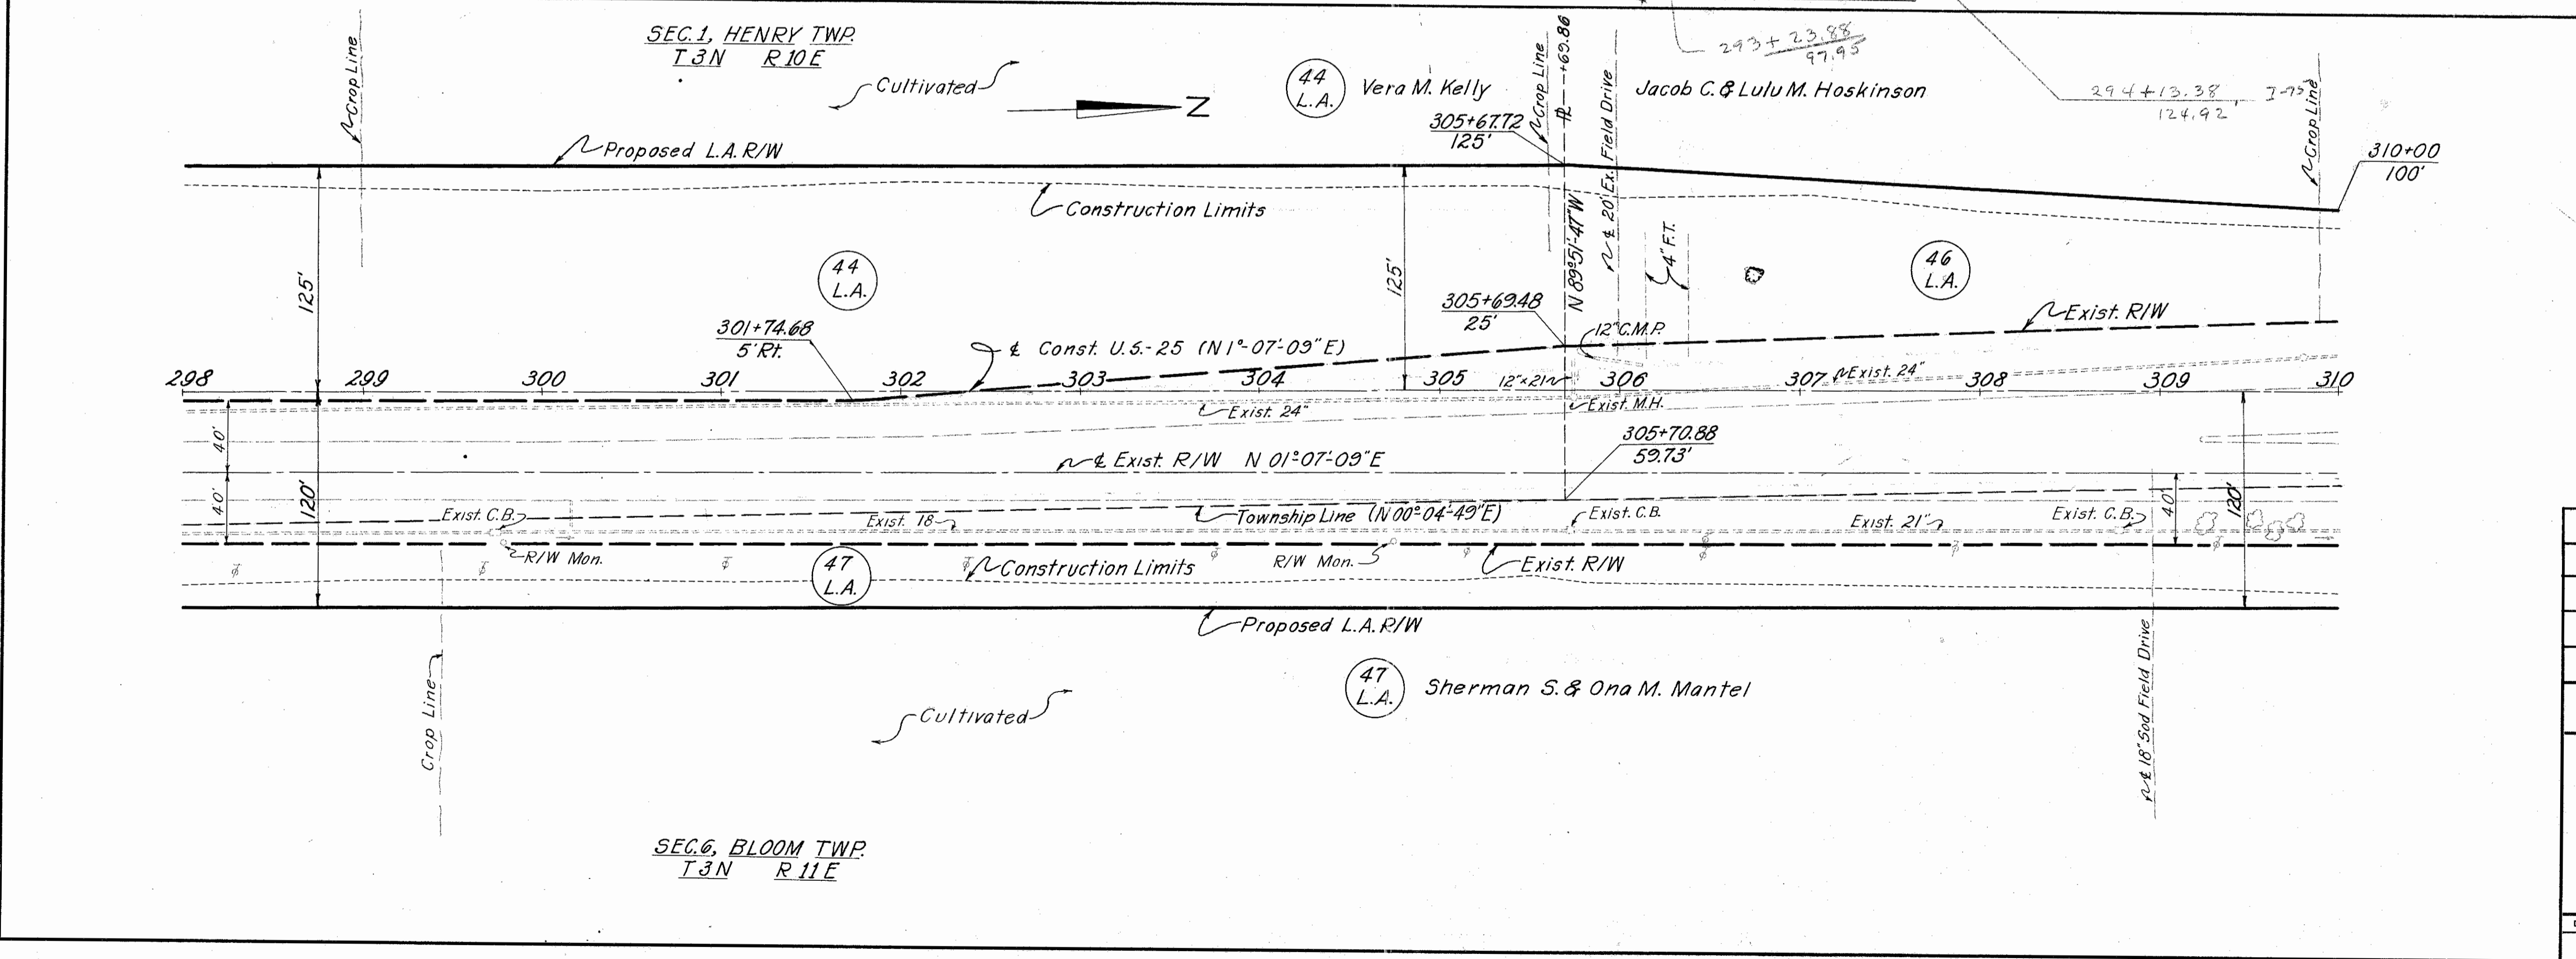 SEC. 1, HENRY TWP.
T 3 N R 10 E
Crop Line
Cultivated
Z
44
L.A.
Vera M. Kelly
Crop Line
+69.86
Ex. Field Drive
℄ 20'
293+23.88
97.95
Jacob C. & Lulu M. Hoskinson
294+13.38, I-75
124.92
Crop Line
305+67.72
125'
310+00
100'
Proposed L.A. R/W
Construction Limits
125'
44
L.A.
125'
N 89°-51'-47"W
4" F.T.
46
L.A.
301+74.68
5' Rt.
305+69.48
25'
12" C.M.P.
Exist. R/W
℄ Const. U.S.-25 (N 1°-07'-09" E)
298 299 300 301 302 303 304 305 306 307 308 309 310
12"x21
Exist. 24"
Exist. 24"
Exist. M.H.
305+70.88
59.73'
40'
℄ Exist. R/W N 01°-07'-09" E
40'
120'
Exist. C.B.
Exist. 18
Township Line (N 00°-04'-49" E)
Exist. C.B.
Exist. 21"
Exist. C.B.
40'
120'
R/W Mon.
47
L.A.
Construction Limits
R/W Mon.
Exist. R/W
Proposed L.A. R/W
Crop Line
47
L.A.
Sherman S. & Ona M. Mantel
Cultivated
℄ 18" Sod Field Drive
SEC. 6, BLOOM TWP.
T 3 N R 11 E